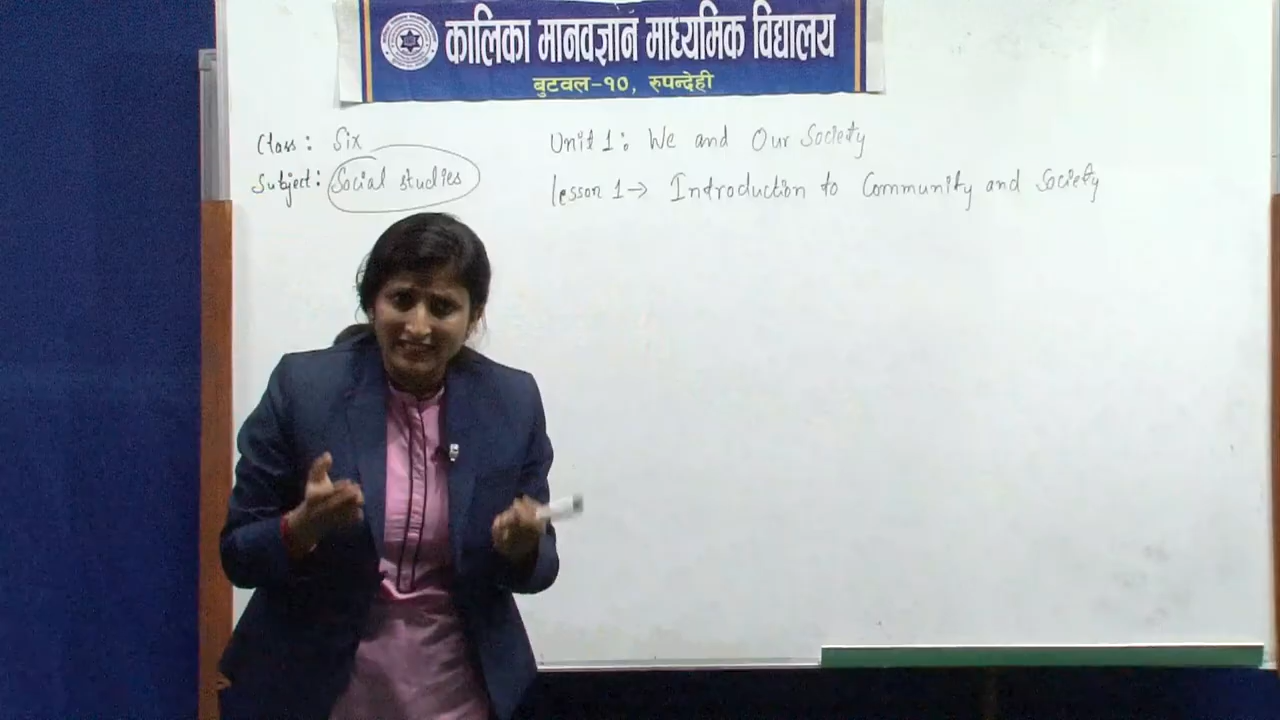 कालिका मानवज्ञान माध्यमिक विद्यालय
बुटवल-१०, रुपन्देही
Class: Six
Subject: Social studies
Unit 1: We and Our Society
lesson 1→ Introduction to Community and Society